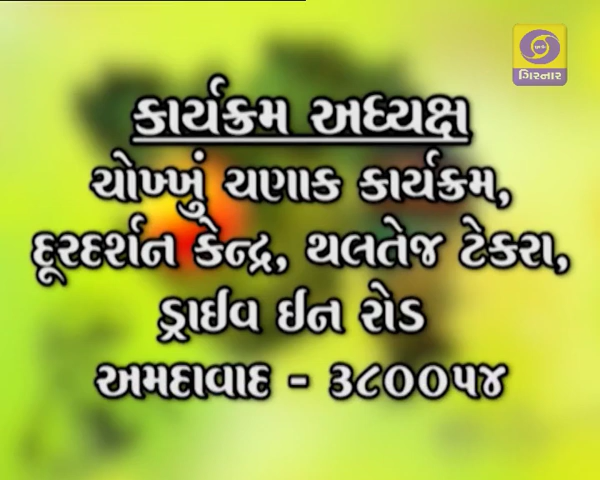 ગિરનાર
કાર્યક્રમ અધ્યક્ષ
ચોખ્ખું ચણાક કાર્યક્રમ,
દૂરદર્શન કેન્દ્ર, થલતેજ ટેકરા,
ડ્રાઈવ ઈન રોડ
અમદાવાદ - ૩૮૦૦૫૪